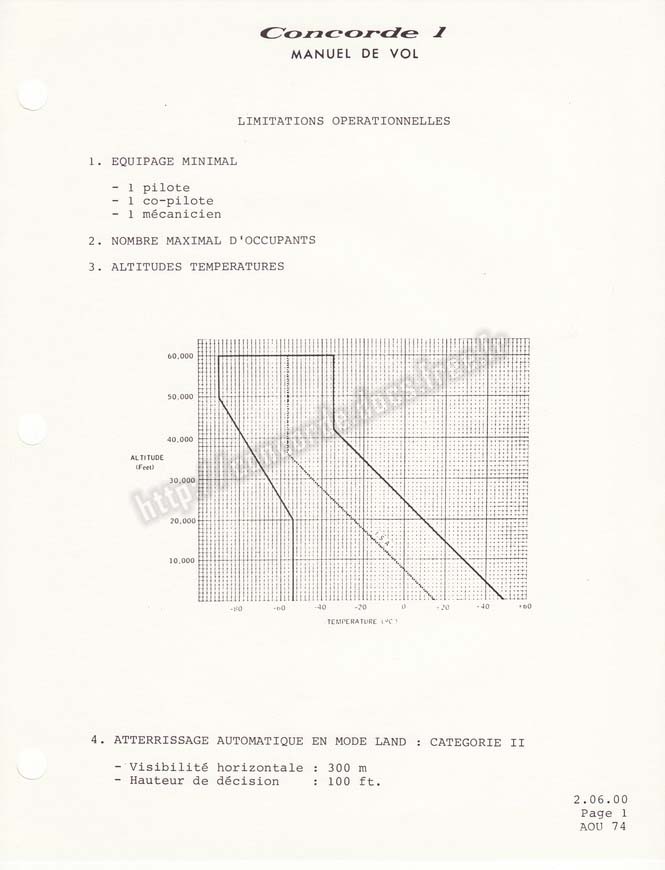 Concorde 1
MANUEL DE VOL
LIMITATIONS OPERATIONNELLES
1. EQUIPAGE MINIMAL
- 1 pilote
- 1 co-pilote
- 1 mécanicien
2. NOMBRE MAXIMAL D'OCCUPANTS
3. ALTITUDES TEMPERATURES
60,000
50,000
40,000
ALTITUDE
(Feet)
30,000
20,000
10,000
I.S.A.
-80 -60 -40 -20 0 +20 +40 +60
TEMPERATURE (°C)
4. ATTERRISSAGE AUTOMATIQUE EN MODE LAND : CATEGORIE II
- Visibilité horizontale : 300 m
- Hauteur de décision : 100 ft.
2.06.00
Page 1
AOU 74